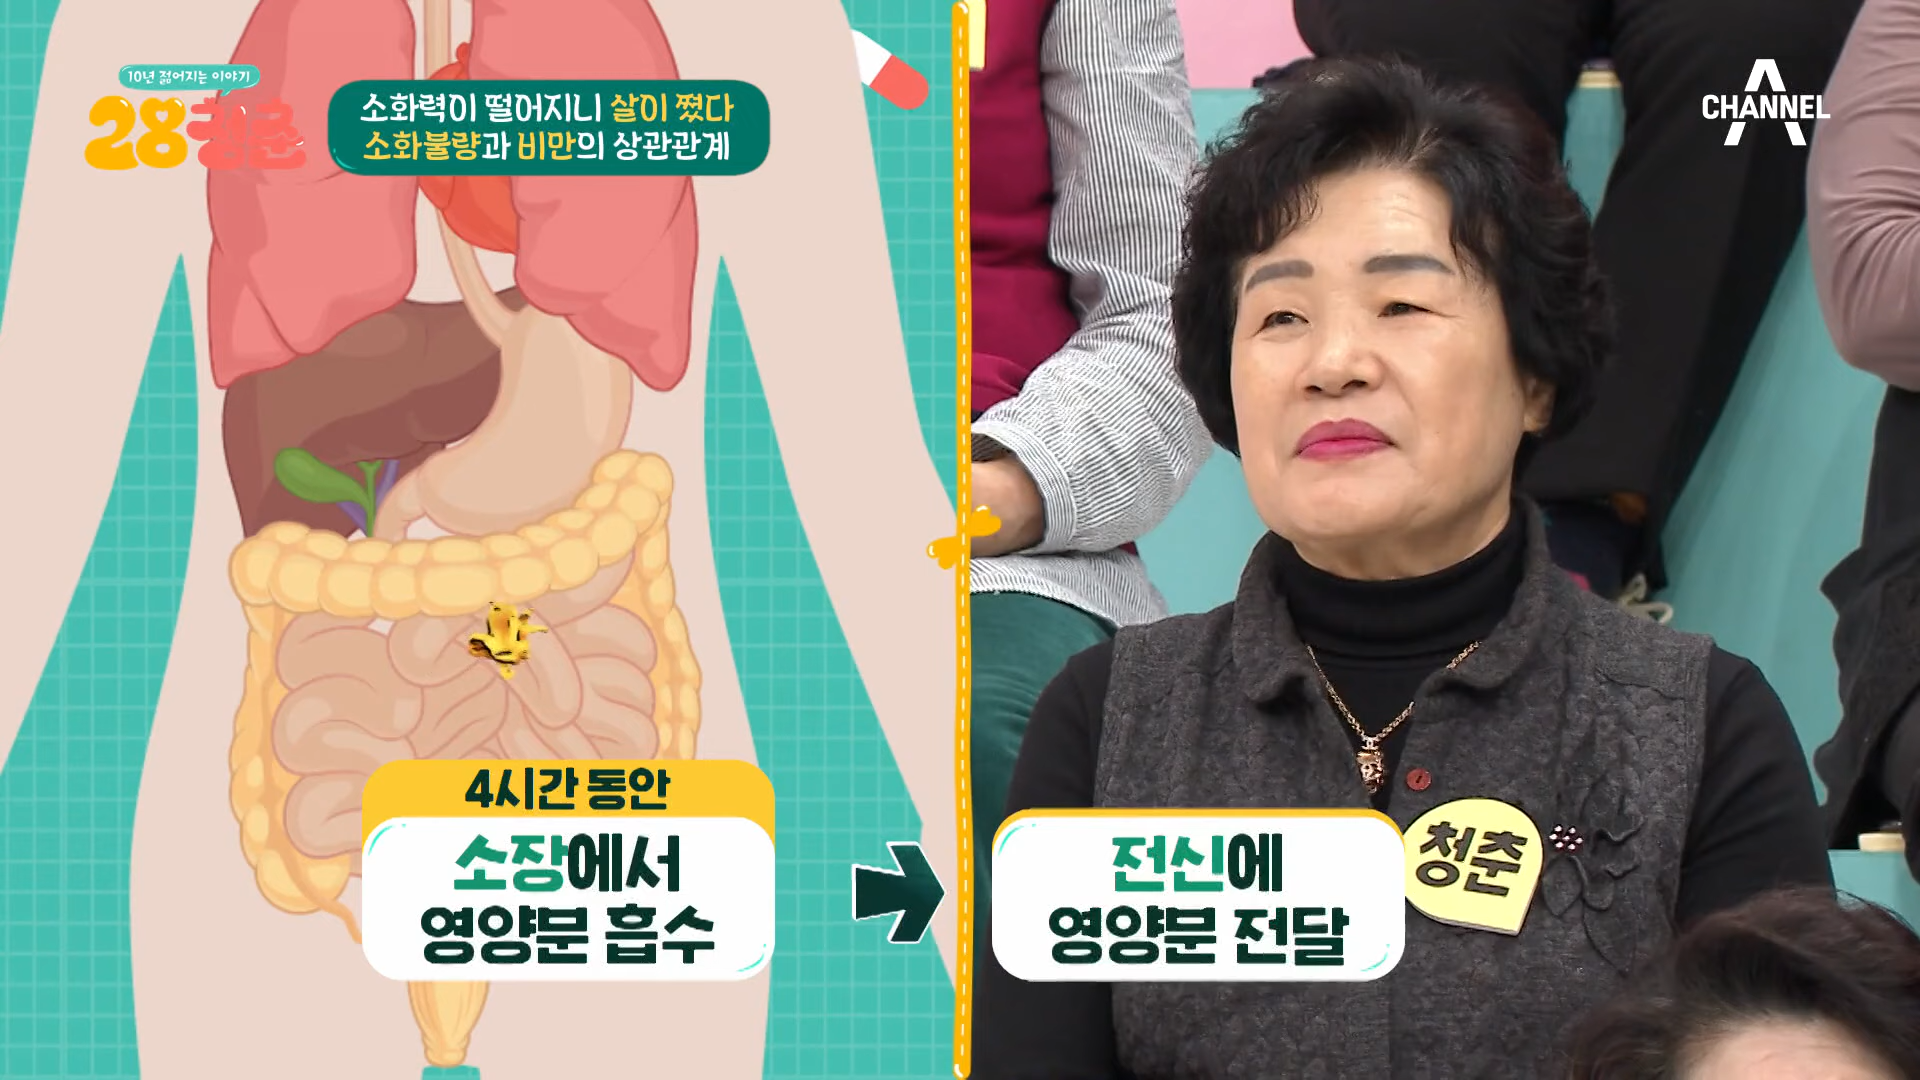 10년 젊어지는 이야기
28청춘
소화력이 떨어지니 살이 쪘다
소화불량과 비만의 상관관계
CHANNEL A
4시간 동안
소장에서
영양분 흡수
전신에
영양분 전달
청춘